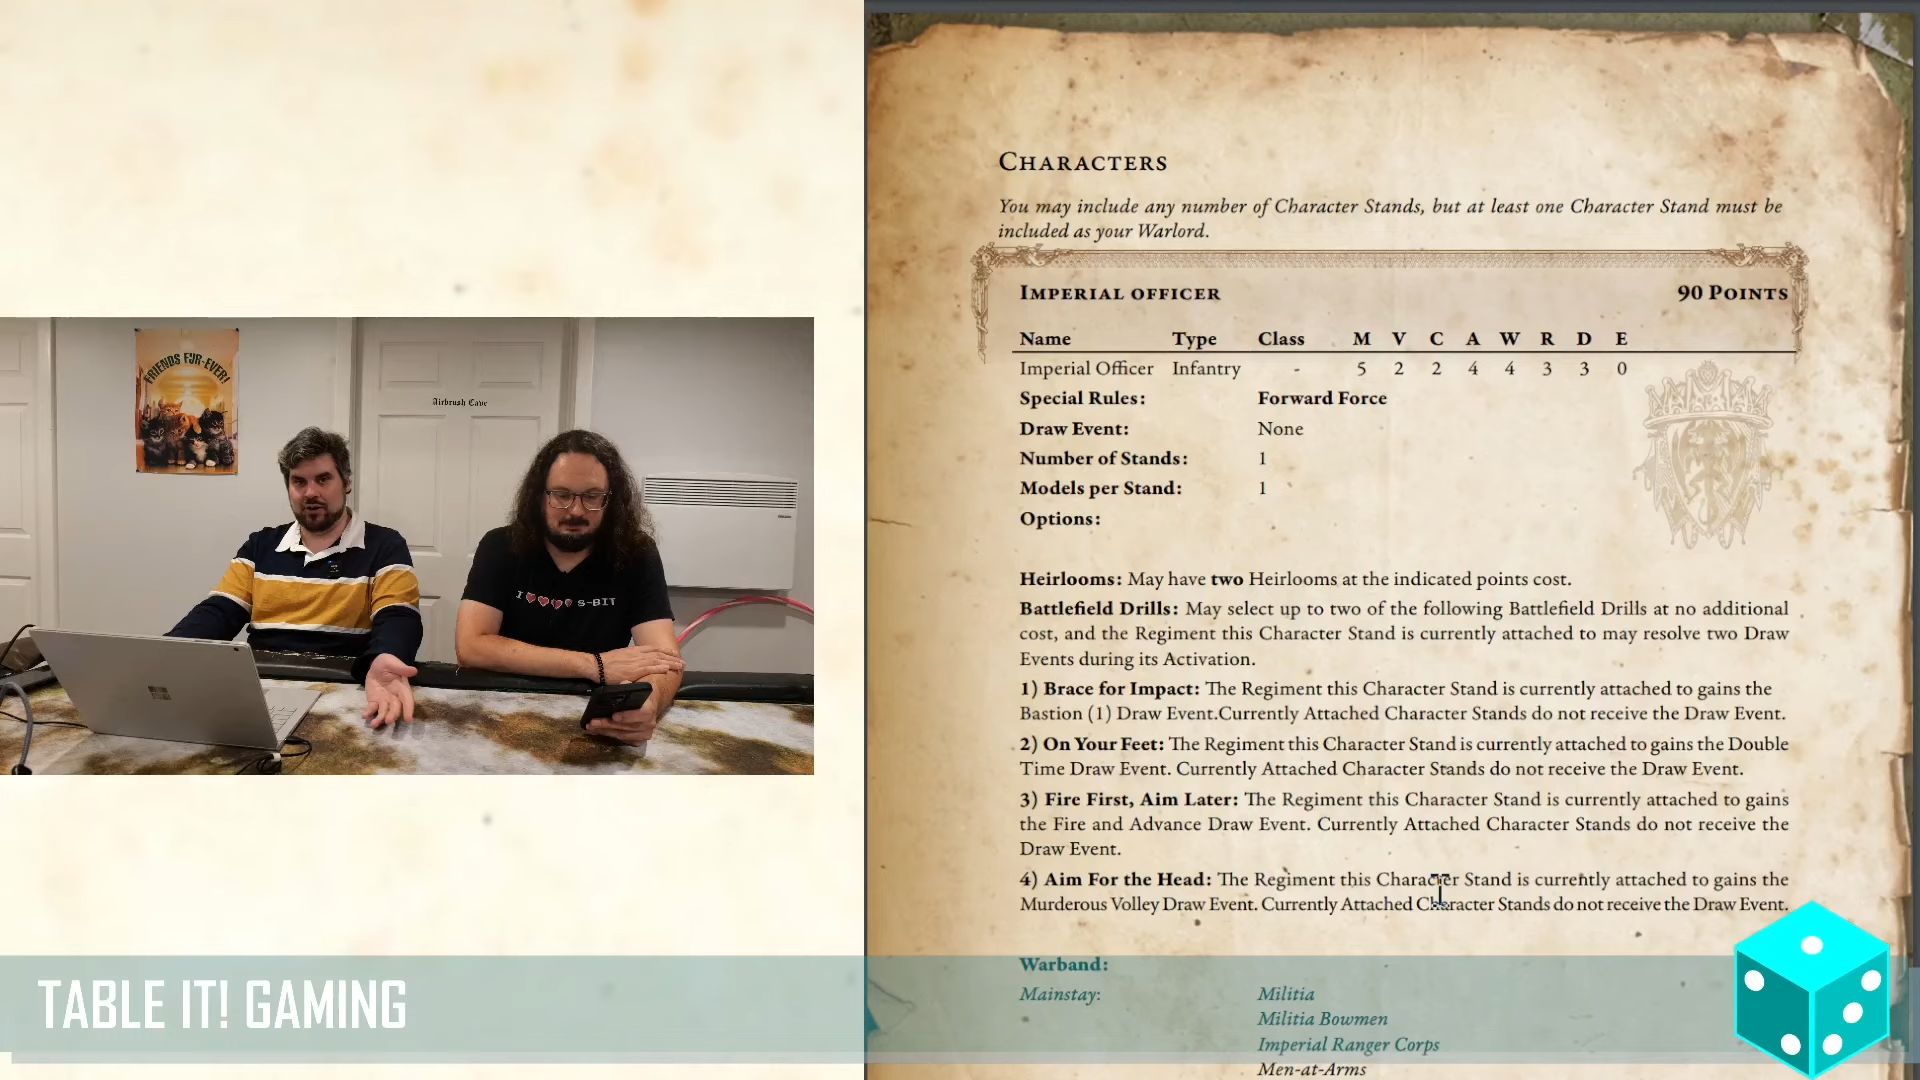 FRIENDS FUR-EVER!
Airbrush Cave
I 8-BIT
TABLE IT! GAMING
CHARACTERS
You may include any number of Character Stands, but at least one Character Stand must be
included as your Warlord.
IMPERIAL OFFICER 90 POINTS
Name Type Class M V C A W R D E
Imperial Officer Infantry - 5 2 2 4 4 3 3 0
Special Rules: Forward Force
Draw Event: None
Number of Stands: 1
Models per Stand: 1
Options:
Heirlooms: May have two Heirlooms at the indicated points cost.
Battlefield Drills: May select up to two of the following Battlefield Drills at no additional
cost, and the Regiment this Character Stand is currently attached to may resolve two Draw
Events during its Activation.
1) Brace for Impact: The Regiment this Character Stand is currently attached to gains the
Bastion (1) Draw Event.Currently Attached Character Stands do not receive the Draw Event.
2) On Your Feet: The Regiment this Character Stand is currently attached to gains the Double
Time Draw Event. Currently Attached Character Stands do not receive the Draw Event.
3) Fire First, Aim Later: The Regiment this Character Stand is currently attached to gains
the Fire and Advance Draw Event. Currently Attached Character Stands do not receive the
Draw Event.
4) Aim For the Head: The Regiment this Character Stand is currently attached to gains the
Murderous Volley Draw Event. Currently Attached Character Stands do not receive the Draw Event.
Warband:
Mainstay: Militia
Militia Bowmen
Imperial Ranger Corps
Men-at-Arms